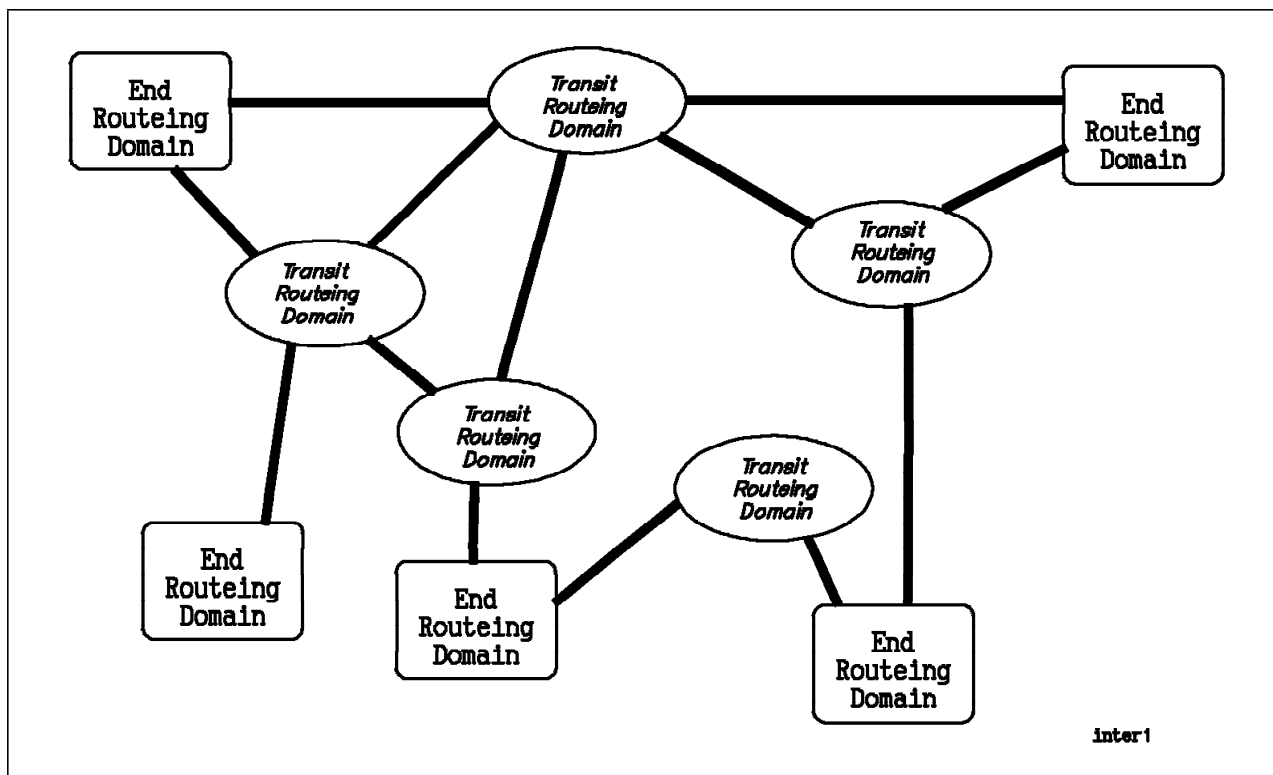 End
Routeing
Domain
Transit
Routeing
Domain
End
Routeing
Domain
Transit
Routeing
Domain
Transit
Routeing
Domain
Transit
Routeing
Domain
Transit
Routeing
Domain
End
Routeing
Domain
End
Routeing
Domain
End
Routeing
Domain
inter1